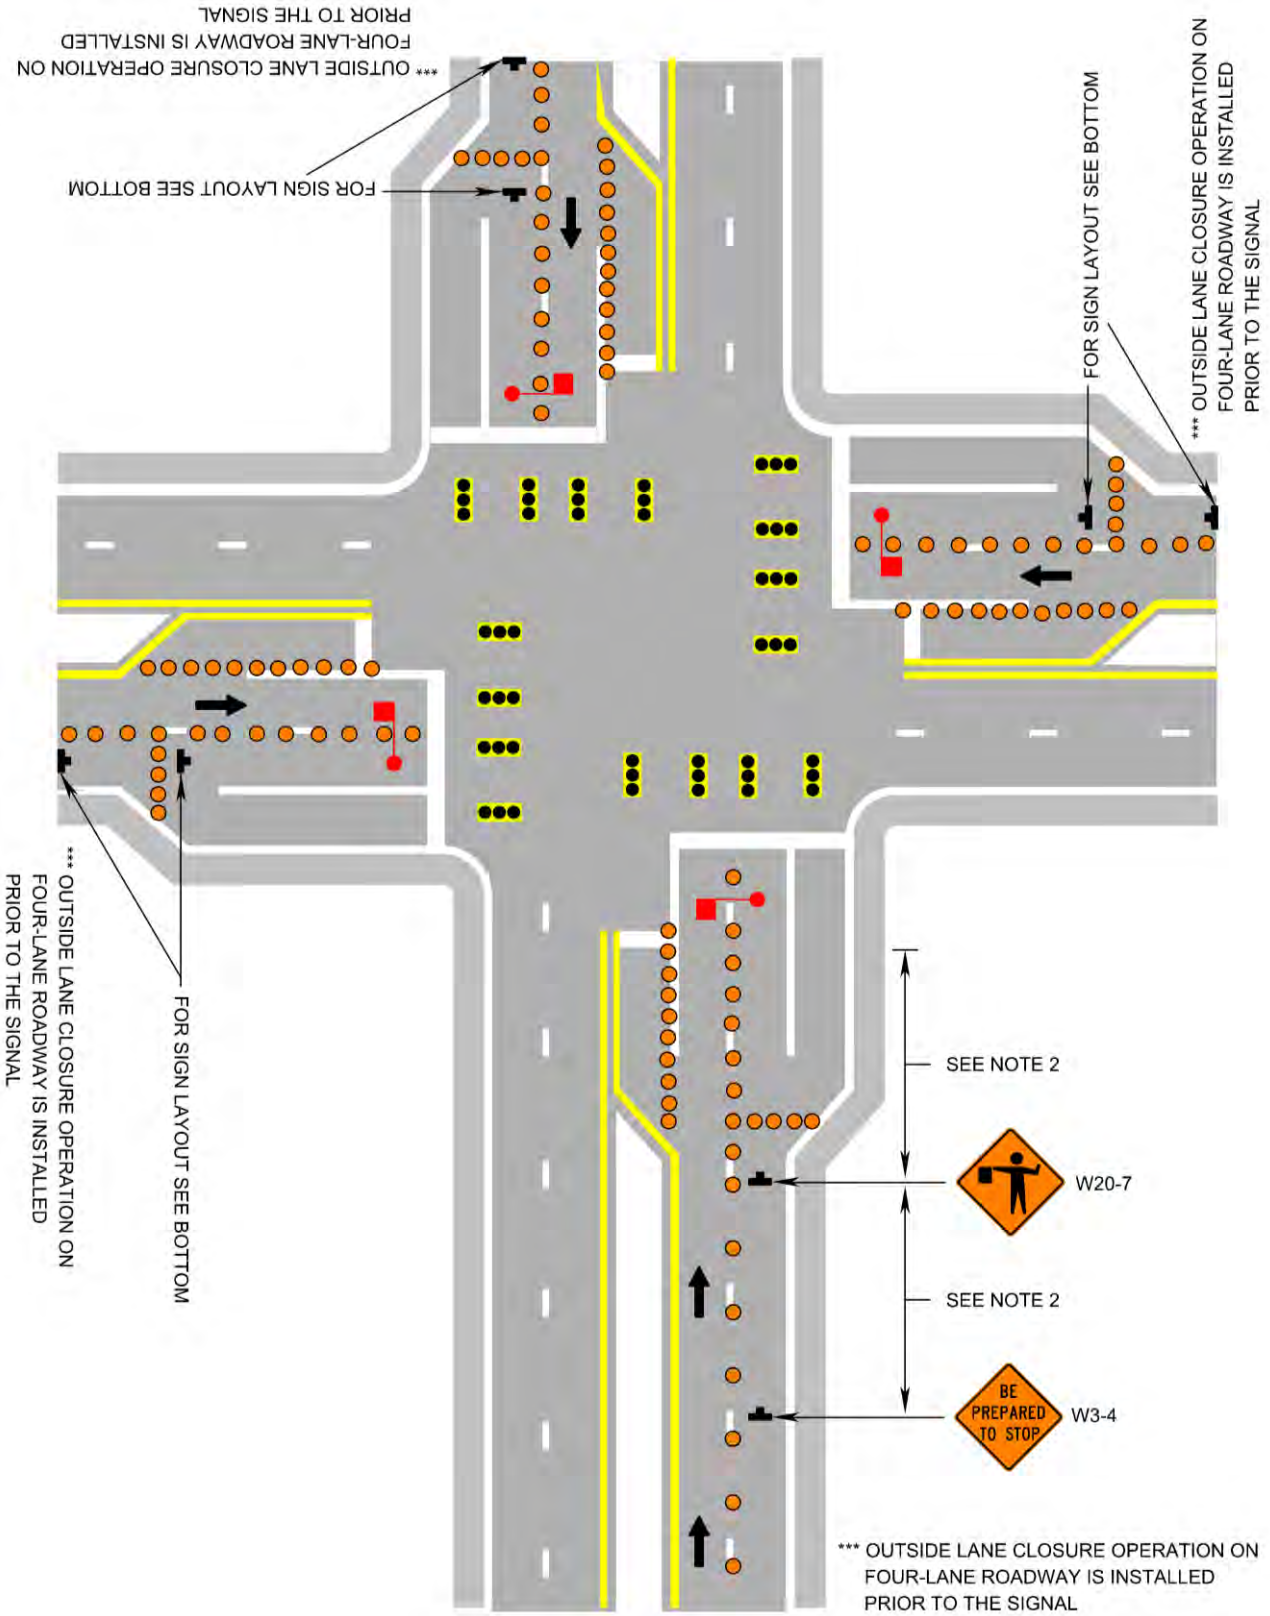 *** OUTSIDE LANE CLOSURE OPERATION ON
FOUR-LANE ROADWAY IS INSTALLED
PRIOR TO THE SIGNAL
FOR SIGN LAYOUT SEE BOTTOM
FOR SIGN LAYOUT SEE BOTTOM
*** OUTSIDE LANE CLOSURE OPERATION ON
FOUR-LANE ROADWAY IS INSTALLED
PRIOR TO THE SIGNAL
*** OUTSIDE LANE CLOSURE OPERATION ON
FOUR-LANE ROADWAY IS INSTALLED
PRIOR TO THE SIGNAL
FOR SIGN LAYOUT SEE BOTTOM
SEE NOTE 2
W20-7
SEE NOTE 2
BE
PREPARED
TO STOP
W3-4
*** OUTSIDE LANE CLOSURE OPERATION ON
FOUR-LANE ROADWAY IS INSTALLED
PRIOR TO THE SIGNAL